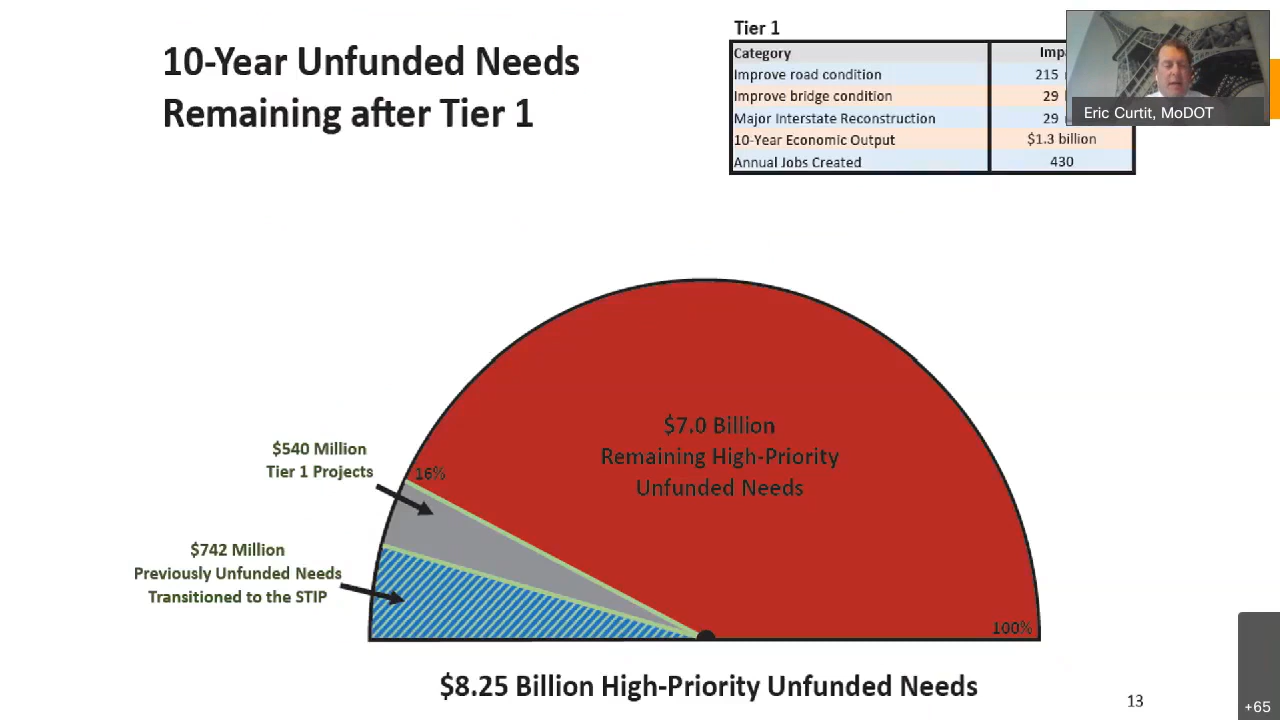 10-Year Unfunded Needs
Remaining after Tier 1
Tier 1
Category
Improve road condition 215
Improve bridge condition 29
Major Interstate Reconstruction 29
10-Year Economic Output $1.3 billion
Annual Jobs Created 430
Eric Curtit, MoDOT
$7.0 Billion
Remaining High-Priority
Unfunded Needs
$540 Million
Tier 1 Projects
16%
$742 Million
Previously Unfunded Needs
Transitioned to the STIP
100%
$8.25 Billion High-Priority Unfunded Needs
13
+65